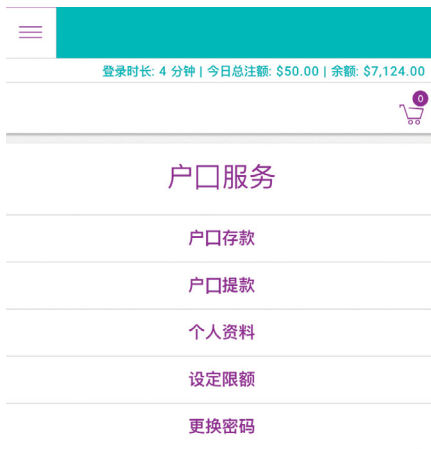 登录时长: 4 分钟 | 今日总注额: $50.00 | 余额: $7,124.00
0
户口服务
户口存款
户口提款
个人资料
设定限额
更换密码